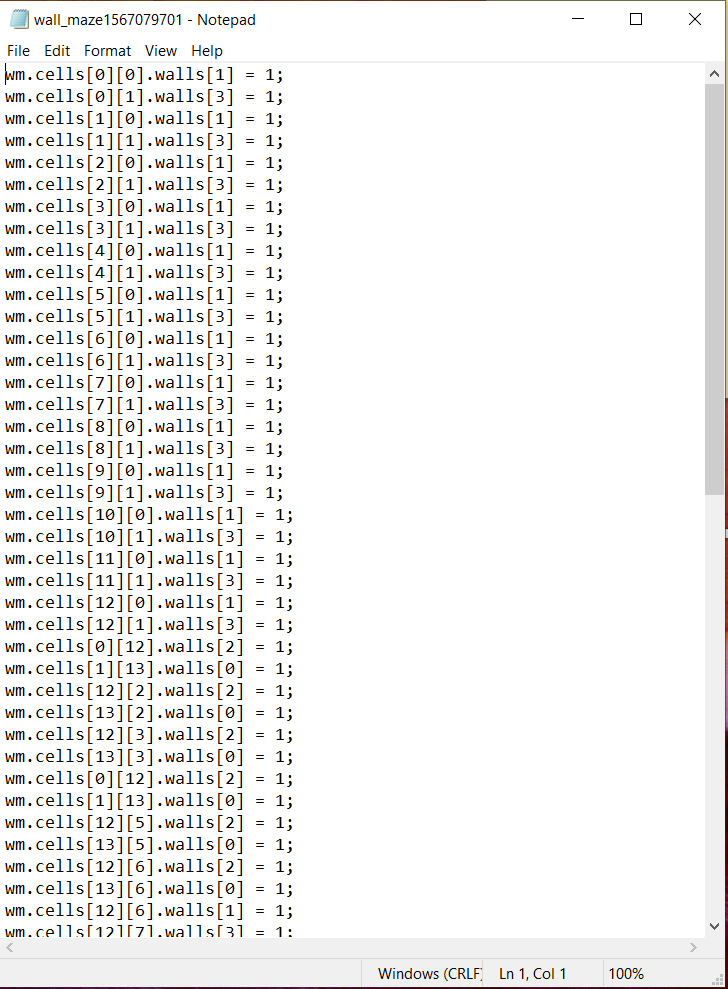 wall_maze1567079701 - Notepad
File Edit Format View Help
wm.cells[0][0].walls[1] = 1;
wm.cells[0][1].walls[3] = 1;
wm.cells[1][0].walls[1] = 1;
wm.cells[1][1].walls[3] = 1;
wm.cells[2][0].walls[1] = 1;
wm.cells[2][1].walls[3] = 1;
wm.cells[3][0].walls[1] = 1;
wm.cells[3][1].walls[3] = 1;
wm.cells[4][0].walls[1] = 1;
wm.cells[4][1].walls[3] = 1;
wm.cells[5][0].walls[1] = 1;
wm.cells[5][1].walls[3] = 1;
wm.cells[6][0].walls[1] = 1;
wm.cells[6][1].walls[3] = 1;
wm.cells[7][0].walls[1] = 1;
wm.cells[7][1].walls[3] = 1;
wm.cells[8][0].walls[1] = 1;
wm.cells[8][1].walls[3] = 1;
wm.cells[9][0].walls[1] = 1;
wm.cells[9][1].walls[3] = 1;
wm.cells[10][0].walls[1] = 1;
wm.cells[10][1].walls[3] = 1;
wm.cells[11][0].walls[1] = 1;
wm.cells[11][1].walls[3] = 1;
wm.cells[12][0].walls[1] = 1;
wm.cells[12][1].walls[3] = 1;
wm.cells[0][12].walls[2] = 1;
wm.cells[1][13].walls[0] = 1;
wm.cells[12][2].walls[2] = 1;
wm.cells[13][2].walls[0] = 1;
wm.cells[12][3].walls[2] = 1;
wm.cells[13][3].walls[0] = 1;
wm.cells[0][12].walls[2] = 1;
wm.cells[1][13].walls[0] = 1;
wm.cells[12][5].walls[2] = 1;
wm.cells[13][5].walls[0] = 1;
wm.cells[12][6].walls[2] = 1;
wm.cells[13][6].walls[0] = 1;
wm.cells[12][6].walls[1] = 1;
wm.cells[12][7].walls[3] = 1;
Windows (CRLF) Ln 1, Col 1 100%